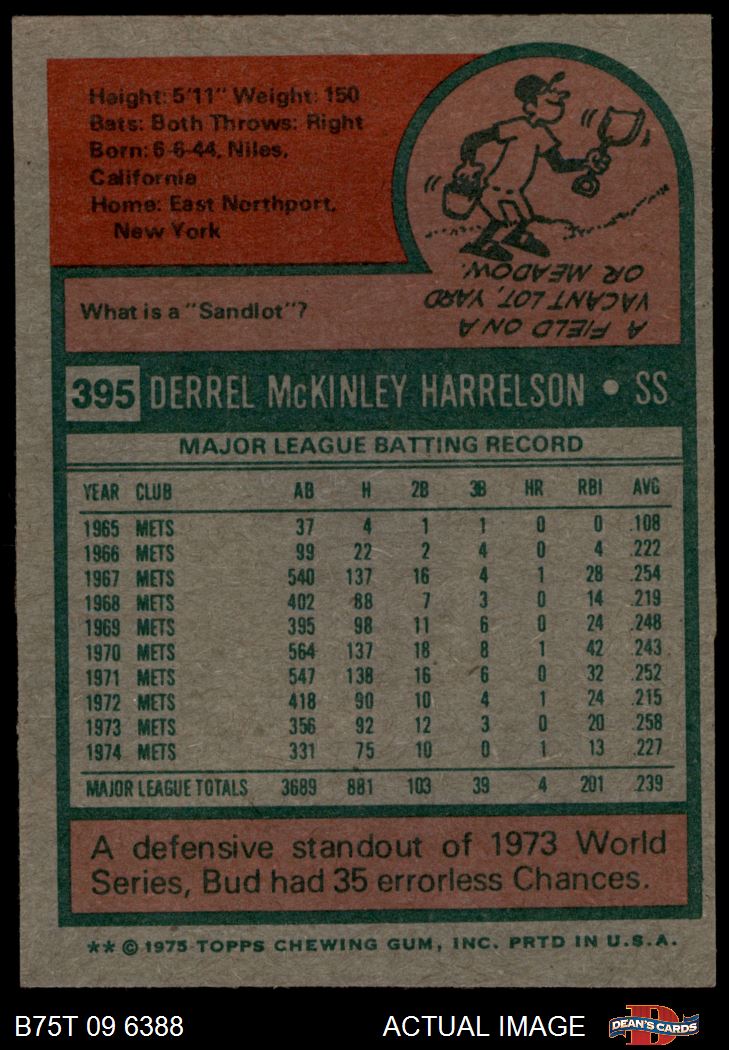 Height: 5'11" Weight: 150
Bats: Both Throws: Right
Born: 6-6-44, Niles,
California
Home: East Northport,
New York
What is a "Sandlot"?
A FIELD ON A
VACANT LOT, YARD
OR MEADOW.
395 DERREL McKINLEY HARRELSON • SS
MAJOR LEAGUE BATTING RECORD
YEAR CLUB AB H 2B 3B HR RBI AVG
1965 METS 37 4 1 1 0 0 .108
1966 METS 99 22 2 4 0 4 .222
1967 METS 540 137 16 4 1 28 .254
1968 METS 402 88 7 3 0 14 .219
1969 METS 395 98 11 6 0 24 .248
1970 METS 564 137 18 8 1 42 .243
1971 METS 547 138 16 6 0 32 .252
1972 METS 418 90 10 4 1 24 .215
1973 METS 356 92 12 3 0 20 .258
1974 METS 331 75 10 0 1 13 .227
MAJOR LEAGUE TOTALS 3689 881 103 39 4 201 .239
A defensive standout of 1973 World
Series, Bud had 35 errorless Chances.
** © 1975 TOPPS CHEWING GUM, INC. PRTD IN U.S.A.
B75T 09 6388 ACTUAL IMAGE D DEAN'S CARDS